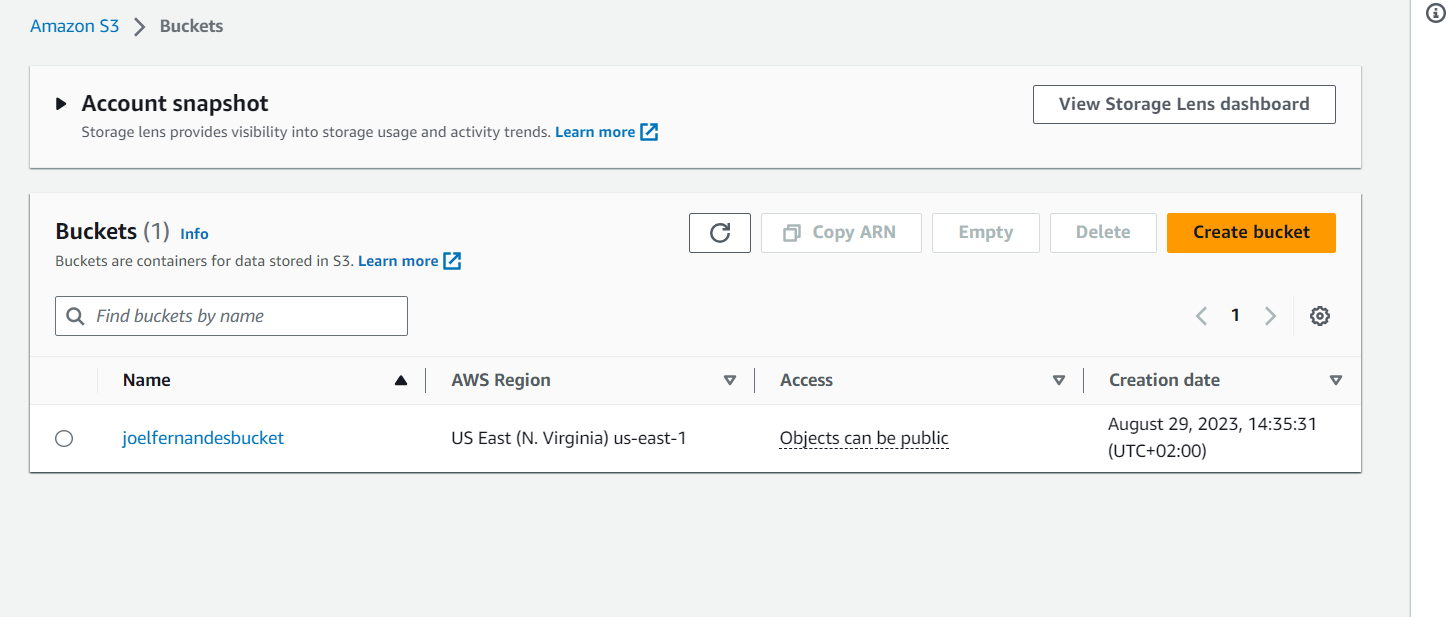 Amazon S3 > Buckets
Account snapshot
View Storage Lens dashboard
Storage lens provides visibility into storage usage and activity trends. Learn more
Buckets (1) Info
Copy ARN Empty Delete Create bucket
Buckets are containers for data stored in S3. Learn more
Find buckets by name
1
Name AWS Region Access Creation date
joelfernandesbucket US East (N. Virginia) us-east-1 Objects can be public August 29, 2023, 14:35:31
(UTC+02:00)